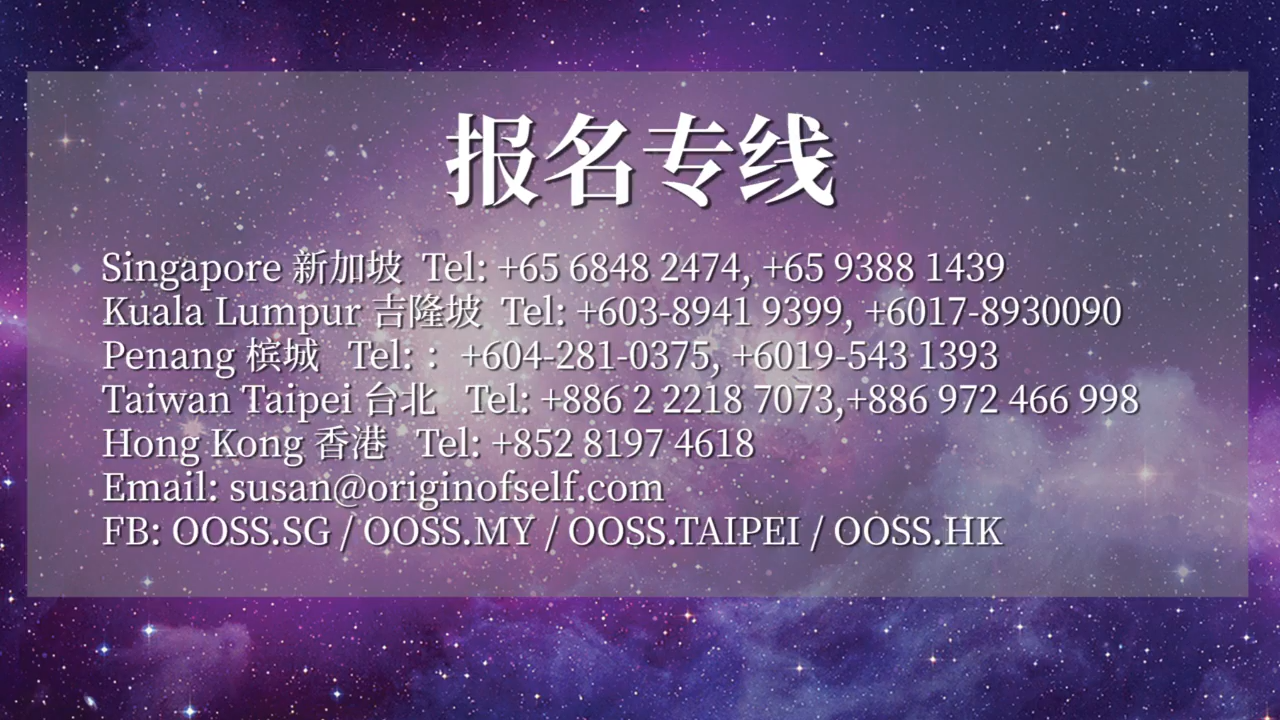 报名专线
Singapore 新加坡 Tel: +65 6848 2474, +65 9388 1439
Kuala Lumpur 吉隆坡 Tel: +603-8941 9399, +6017-8930090
Penang 槟城 Tel: : +604-281-0375, +6019-543 1393
Taiwan Taipei 台北 Tel: +886 2 2218 7073,+886 972 466 998
Hong Kong 香港 Tel: +852 8197 4618
Email: susan@originofself.com
FB: OOSS.SG / OOSS.MY / OOSS.TAIPEI / OOSS.HK